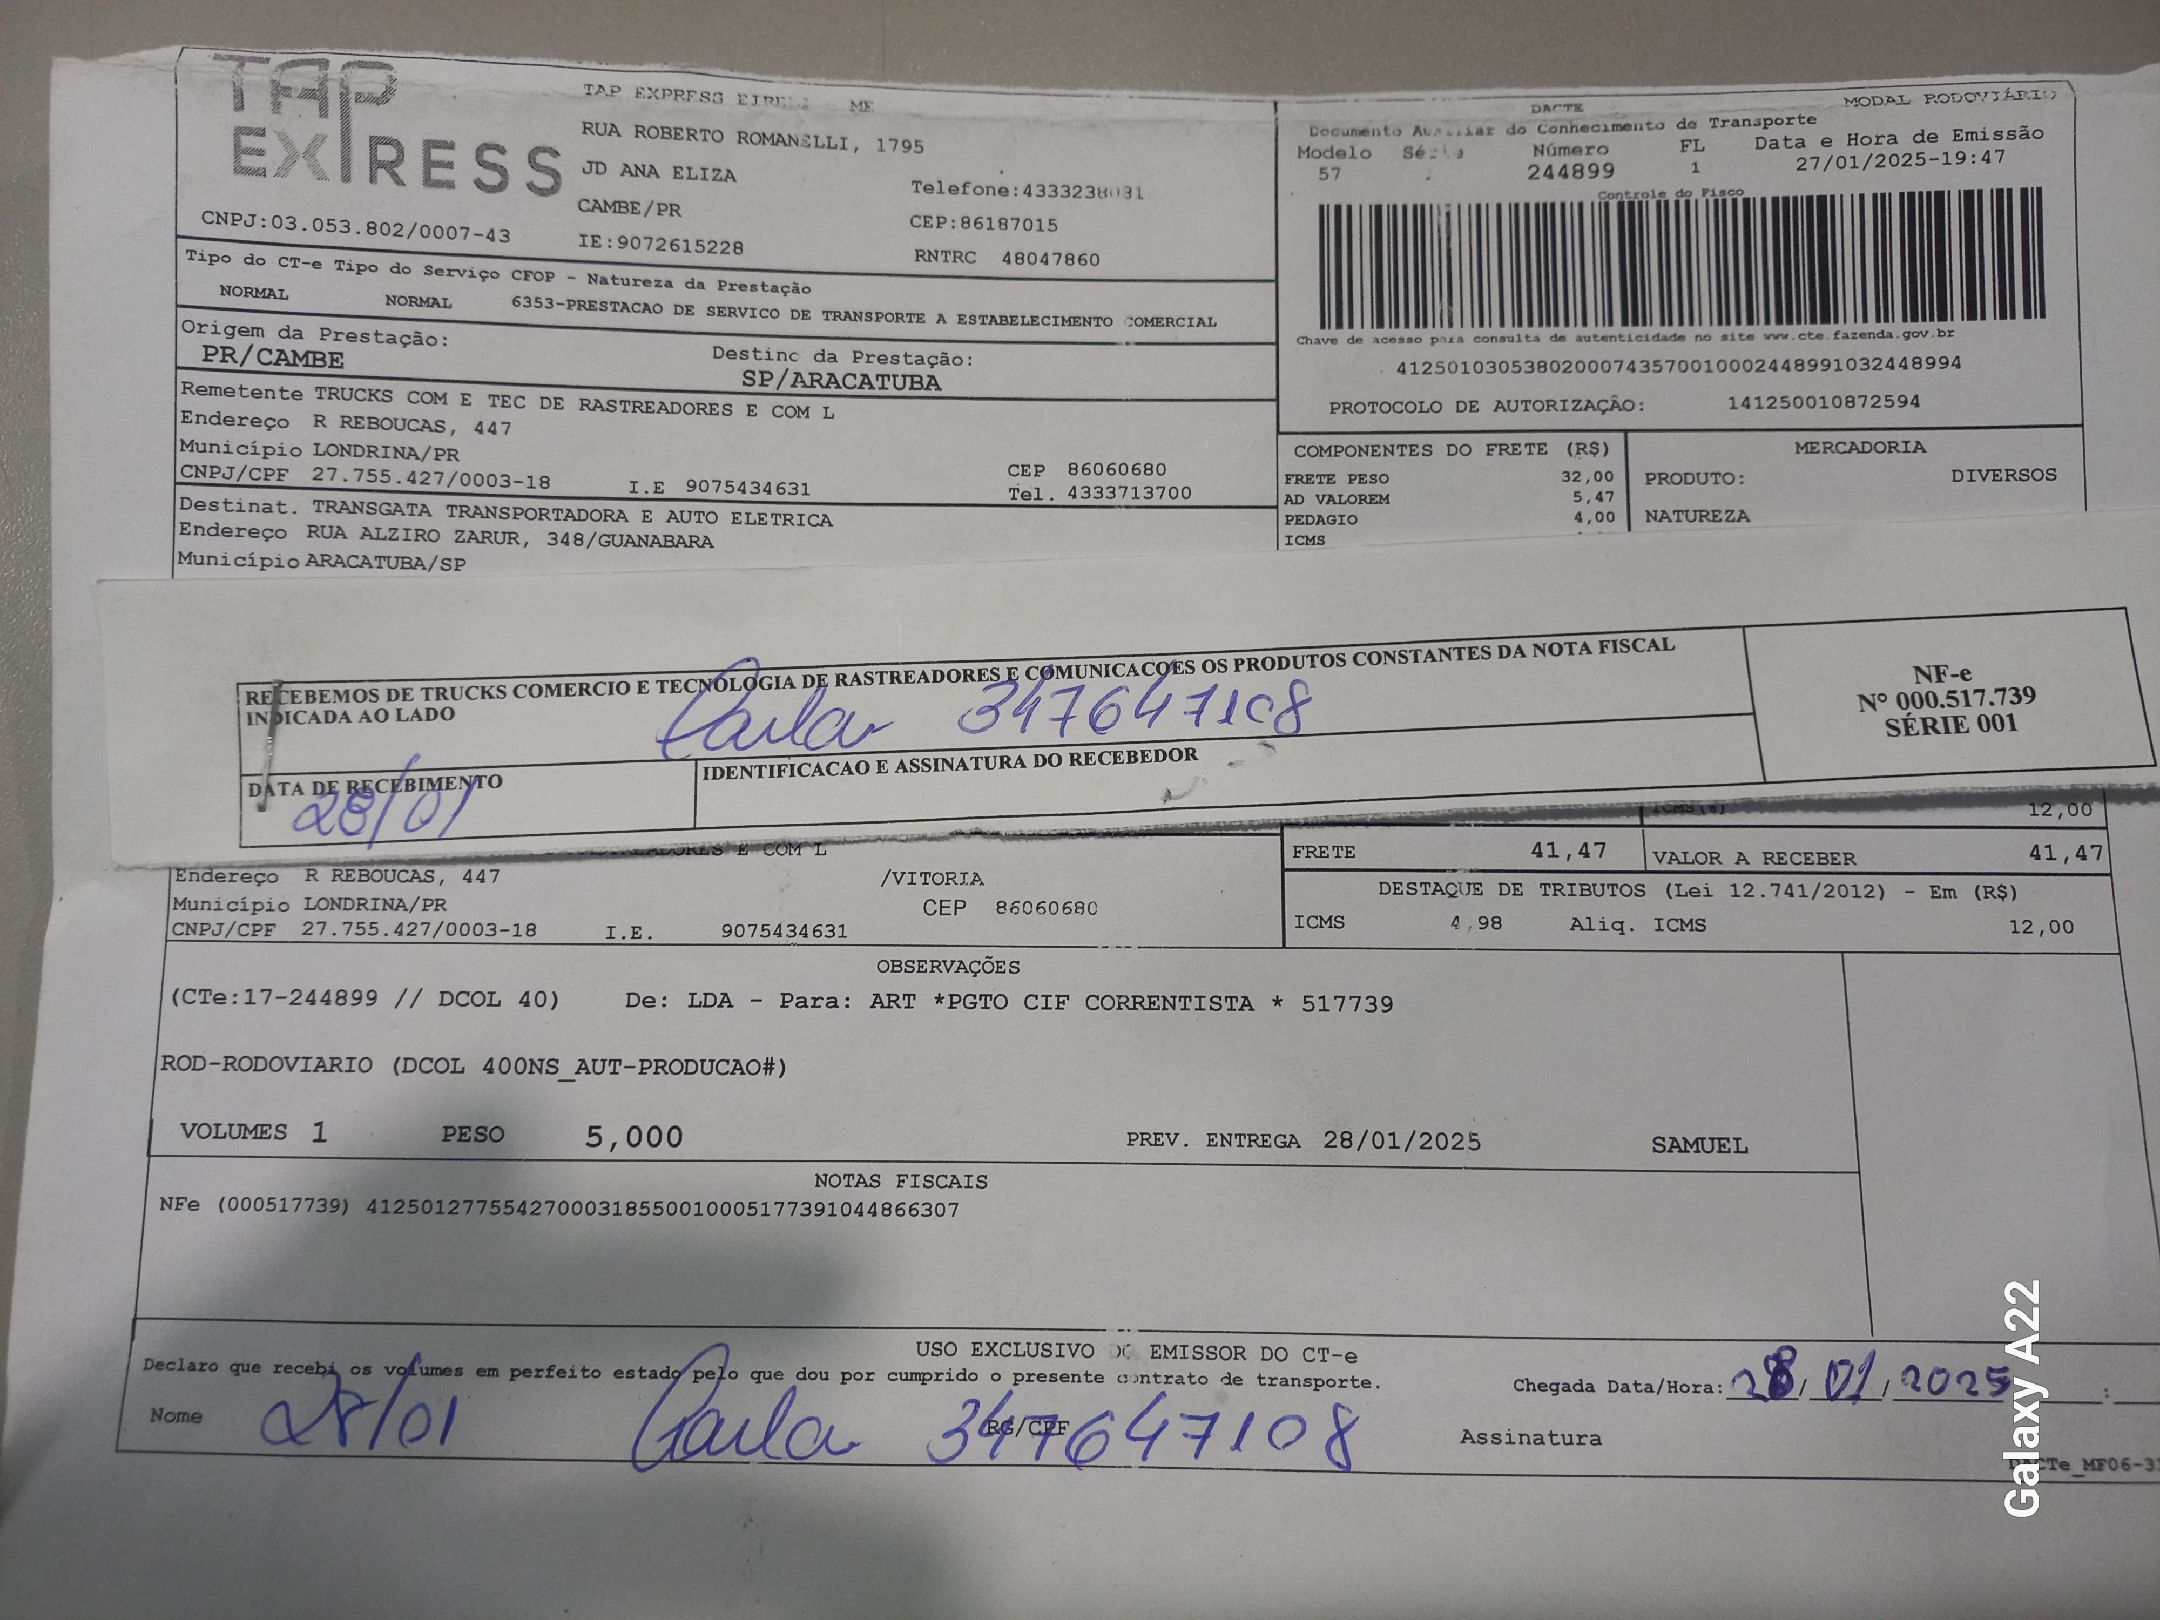 TAP
EXPRESS
CNPJ:03.053.802/0007-43
TAP EXPRESS ME
RUA ROBERTO ROMANELLI, 1795
JD ANA ELIZA
CAMBE/PR
IE:9072615228
Telefone:4333238031
CEP:86187015
RNTRC 48047860
DACTE
MODAL RODOVIÁRIO
Documento Auxiliar do Conhecimento de Transporte
Modelo Série Número FL Data e Hora de Emissão
57 244899 1 27/01/2025-19:47
Controle do Fisco
Chave de acesso para consulta de autenticidade no site www.cte.fazenda.gov.br
41250103053802000743570010002448991032448994
PROTOCOLO DE AUTORIZAÇÃO: 141250010872594
Tipo do CT-e Tipo do Serviço CFOP - Natureza da Prestação
NORMAL NORMAL 6353-PRESTACAO DE SERVICO DE TRANSPORTE A ESTABELECIMENTO COMERCIAL
Origem da Prestação: Destino da Prestação:
PR/CAMBE SP/ARACATUBA
Remetente TRUCKS COM E TEC DE RASTREADORES E COM L
Endereço R REBOUCAS, 447
Município LONDRINA/PR CEP 86060680
CNPJ/CPF 27.755.427/0003-18 I.E 9075434631 Tel. 4333713700
Destinat. TRANSGATA TRANSPORTADORA E AUTO ELETRICA
Endereço RUA ALZIRO ZARUR, 348/GUANABARA
Município ARACATUBA/SP
COMPONENTES DO FRETE (R$)
FRETE PESO 32,00
AD VALOREM 5,47
PEDAGIO 4,00
ICMS
MERCADORIA
PRODUTO: DIVERSOS
NATUREZA
RECEBEMOS DE TRUCKS COMERCIO E TECNOLOGIA DE RASTREADORES E COMUNICACOES OS PRODUTOS CONSTANTES DA NOTA FISCAL
INDICADA AO LADO
Carla 347647108
DATA DE RECEBIMENTO
28/01
IDENTIFICACAO E ASSINATURA DO RECEBEDOR
NF-e
Nº 000.517.739
SÉRIE 001
12,00
E COM L
FRETE 41,47 VALOR A RECEBER 41,47
Endereço R REBOUCAS, 447 /VITORIA
Município LONDRINA/PR CEP 86060680
CNPJ/CPF 27.755.427/0003-18 I.E. 9075434631
DESTAQUE DE TRIBUTOS (Lei 12.741/2012) - Em (R$)
ICMS 4,98 Aliq. ICMS 12,00
OBSERVAÇÕES
(CTe:17-244899 // DCOL 40) De: LDA - Para: ART *PGTO CIF CORRENTISTA * 517739
ROD-RODOVIARIO (DCOL 400NS_AUT-PRODUCAO#)
VOLUMES 1 PESO 5,000 PREV. ENTREGA 28/01/2025 SAMUEL
NOTAS FISCAIS
NFe (000517739) 41250127755427000318550010005177391044866307
USO EXCLUSIVO DO EMISSOR DO CT-e
Declaro que recebi os volumes em perfeito estado pelo que dou por cumprido o presente contrato de transporte.
Chegada Data/Hora: 28/01/2025 :
Nome 28/01 Carla RG/CPF 347647108 Assinatura
Galaxy A22